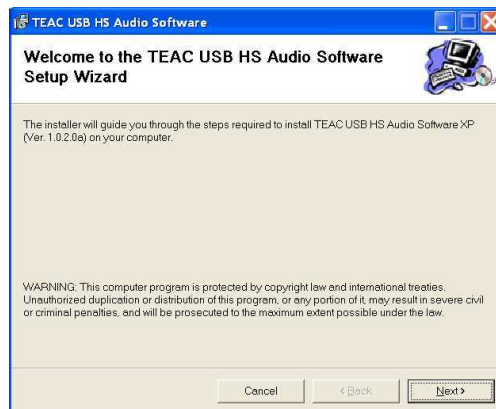 TEAC USB HS Audio Software
Welcome to the TEAC USB HS Audio Software
Setup Wizard
The installer will guide you through the steps required to install TEAC USB HS Audio Software XP
(Ver. 1.0.2.0a) on your computer.
WARNING: This computer program is protected by copyright law and international treaties.
Unauthorized duplication or distribution of this program, or any portion of it, may result in severe civil
or criminal penalties, and will be prosecuted to the maximum extent possible under the law.
Cancel < Back Next >